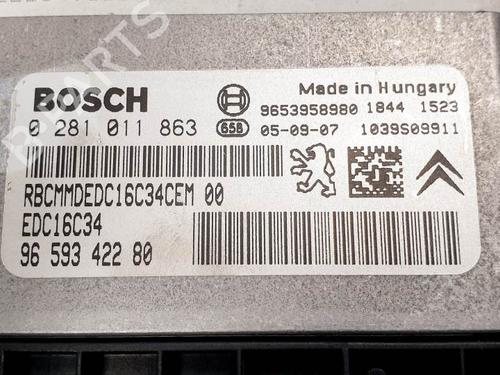 BOSCH
Made in Hungary
9653958980 1844 1523
0 281 011 863 658 05-09-07 1039S09911
RBCMMDEDC16C34CEM 00
EDC16C34
96 593 422 80